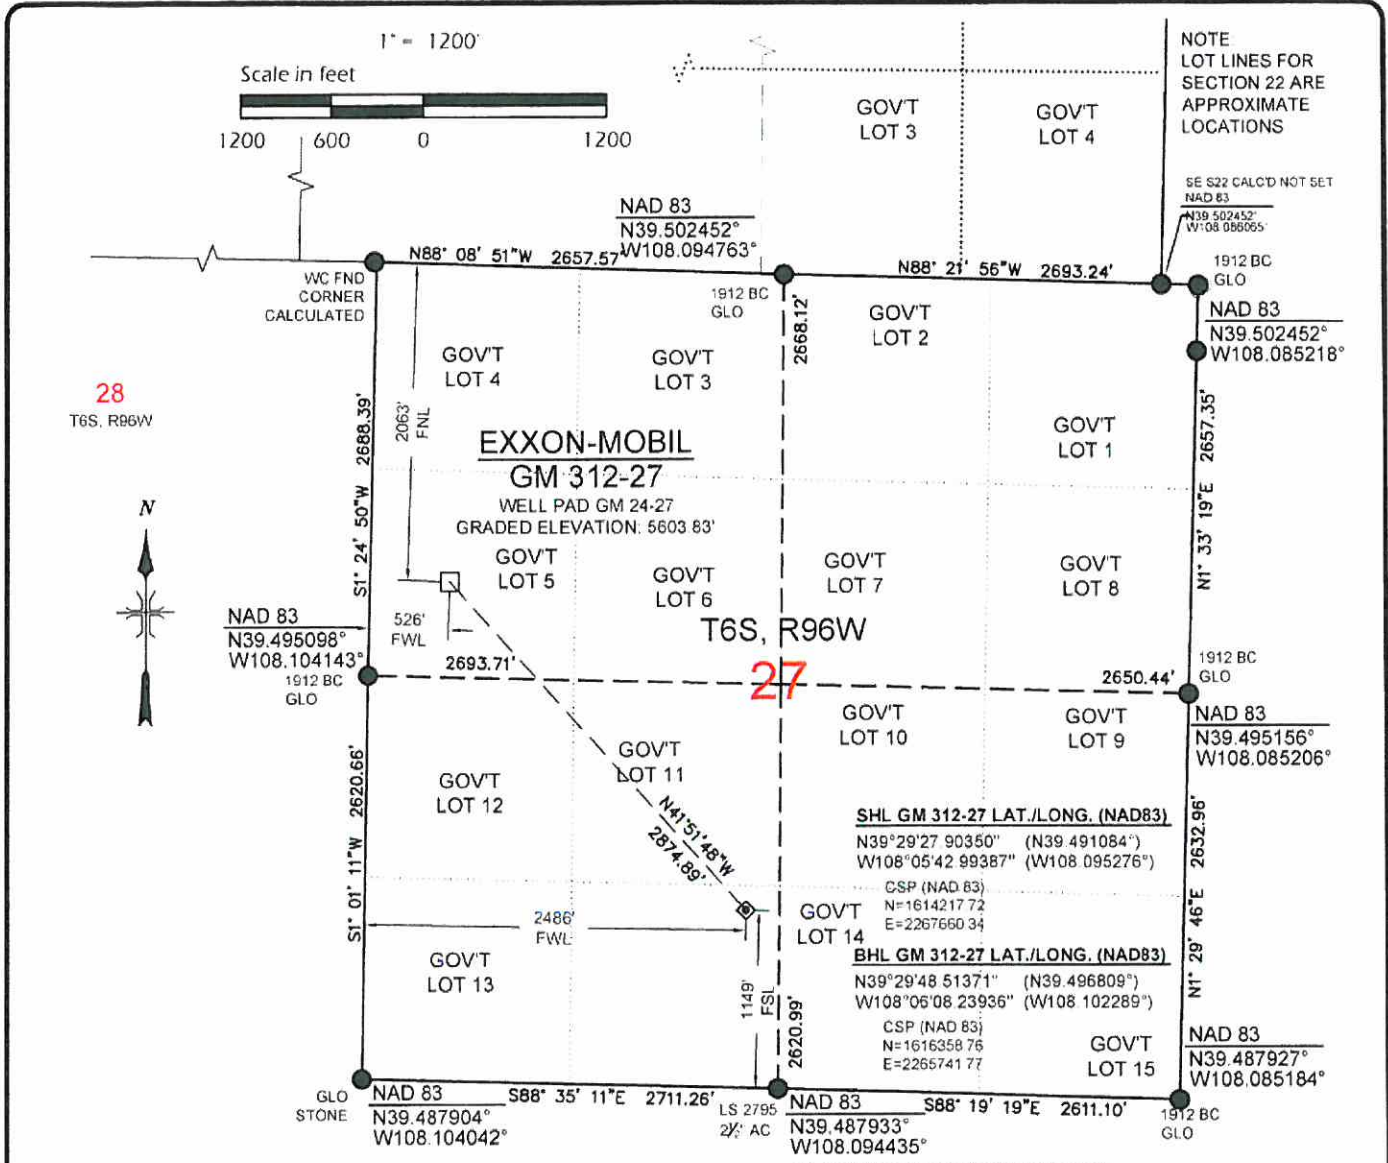 1" = 1200'
Scale in feet
1200 600 0 1200
NOTE
LOT LINES FOR
SECTION 22 ARE
APPROXIMATE
LOCATIONS
GOV'T
LOT 3
GOV'T
LOT 4
SE S22 CALC'D NOT SET
NAD 83
N39.502452°
W108.086065°
NAD 83
N39.502452°
W108.094763°
N88° 08' 51"W 2657.57'
N88° 21' 56"W 2693.24'
1912 BC
GLO
WC FND
CORNER
CALCULATED
1912 BC
GLO
2668.12'
NAD 83
N39.502452°
W108.085218°
GOV'T
LOT 4
GOV'T
LOT 3
GOV'T
LOT 2
GOV'T
LOT 1
28
T6S, R96W
2063'
FNL
S1° 24' 50"W 2688.39'
N1° 33' 19"E 2657.35'
EXXON-MOBIL
GM 312-27
WELL PAD GM 24-27
GRADED ELEVATION: 5603.83'
N
GOV'T
LOT 5
GOV'T
LOT 6
GOV'T
LOT 7
GOV'T
LOT 8
526'
FWL
T6S, R96W
27
NAD 83
N39.495098°
W108.104143°
1912 BC
GLO
2693.71'
2650.44'
1912 BC
GLO
NAD 83
N39.495156°
W108.085206°
GOV'T
LOT 12
GOV'T
LOT 11
GOV'T
LOT 10
GOV'T
LOT 9
S1° 01' 11"W 2620.66'
N41°51'48"W
2874.89'
SHL GM 312-27 LAT./LONG. (NAD83)
N39°29'27.90350" (N39.491084°)
W108°05'42.99387" (W108.095276°)
CSP (NAD 83)
N=1614217.72
E=2267660.34
N1° 29' 46"E 2632.96'
2486'
FWL
GOV'T
LOT 14
GOV'T
LOT 13
1149'
FSL
2620.99'
BHL GM 312-27 LAT./LONG. (NAD83)
N39°29'48.51371" (N39.496809°)
W108°06'08.23936" (W108.102289°)
CSP (NAD 83)
N=1616358.76
E=2265741.77
GOV'T
LOT 15
NAD 83
N39.487927°
W108.085184°
GLO
STONE
NAD 83
N39.487904°
W108.104042°
S88° 35' 11"E 2711.26'
LS 2795
2½" AC
NAD 83
N39.487933°
W108.094435°
S88° 19' 19"E 2611.10'
1912 BC
GLO